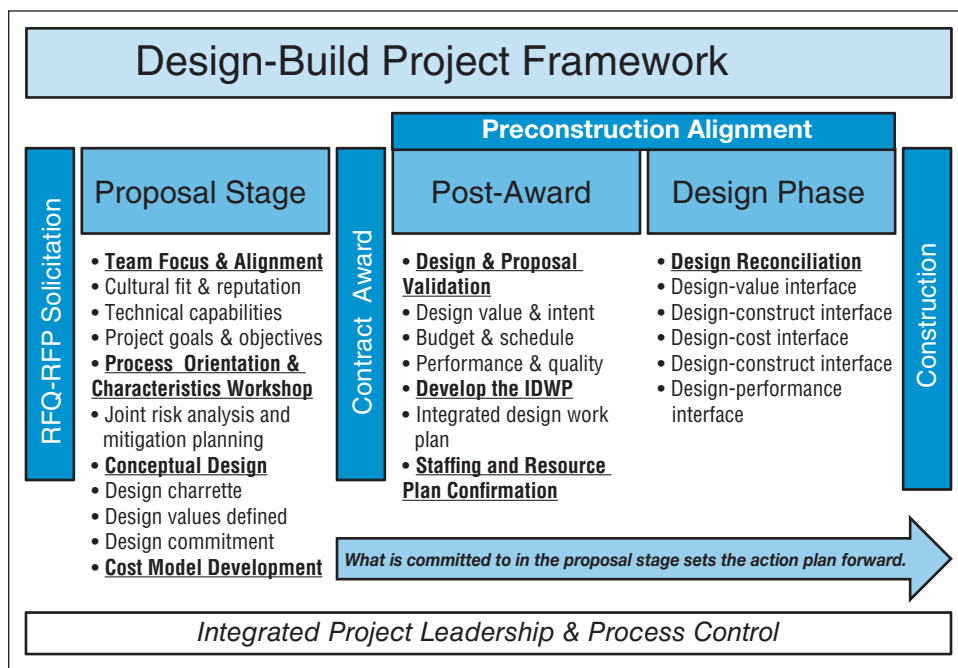 Design-Build Project Framework
Preconstruction Alignment
RFQ-RFP Solicitation
Proposal Stage
• Team Focus & Alignment
• Cultural fit & reputation
• Technical capabilities
• Project goals & objectives
• Process Orientation &
Characteristics Workshop
• Joint risk analysis and
mitigation planning
• Conceptual Design
• Design charrette
• Design values defined
• Design commitment
• Cost Model Development
Contract Award
Post-Award
• Design & Proposal
Validation
• Design value & intent
• Budget & schedule
• Performance & quality
• Develop the IDWP
• Integrated design work
plan
• Staffing and Resource
Plan Confirmation
Design Phase
• Design Reconciliation
• Design-value interface
• Design-construct interface
• Design-cost interface
• Design-construct interface
• Design-performance
interface
Construction
What is committed to in the proposal stage sets the action plan forward.
Integrated Project Leadership & Process Control